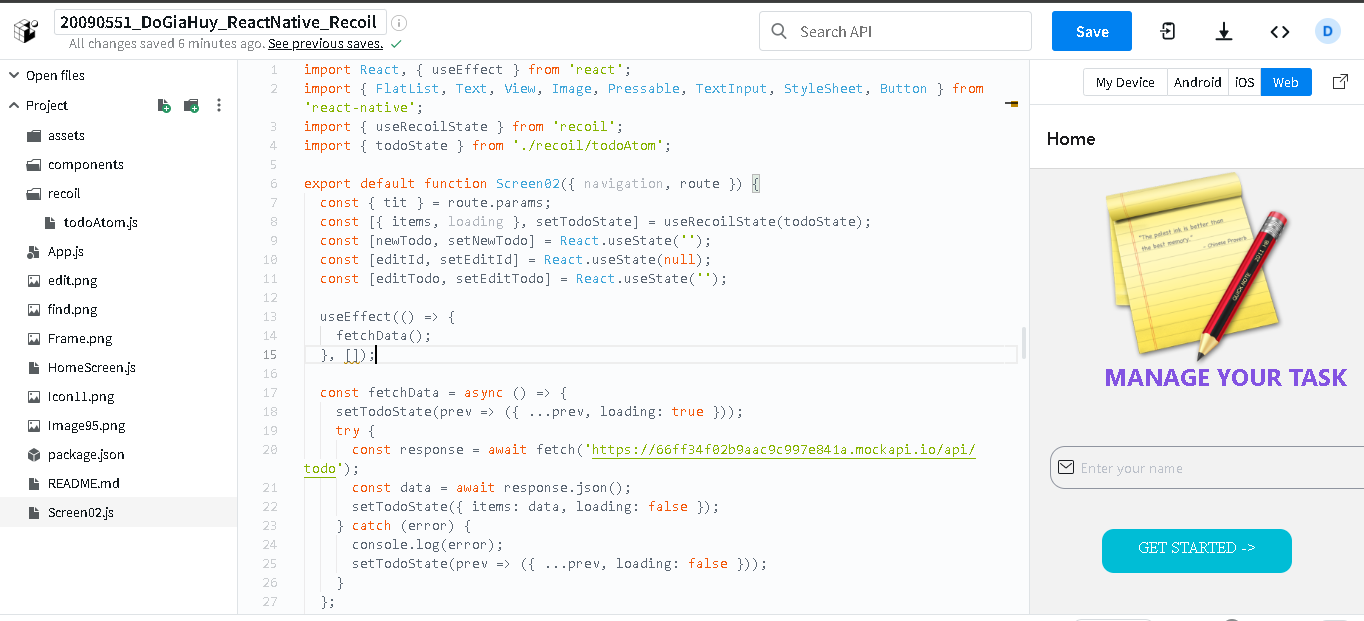 20090551_DoGiaHuy_ReactNative_Recoil
All changes saved 6 minutes ago. See previous saves.
Search API
Save
D
Open files
Project
assets
components
recoil
todoAtom.js
App.js
edit.png
find.png
Frame.png
HomeScreen.js
Icon11.png
Image95.png
package.json
README.md
Screen02.js
1 import React, { useEffect } from 'react';
2 import { FlatList, Text, View, Image, Pressable, TextInput, StyleSheet, Button } from
'react-native';
3 import { useRecoilState } from 'recoil';
4 import { todoState } from './recoil/todoAtom';
5
6 export default function Screen02({ navigation, route }) {
7 const { tit } = route.params;
8 const [{ items, loading }, setTodoState] = useRecoilState(todoState);
9 const [newTodo, setNewTodo] = React.useState('');
10 const [editId, setEditId] = React.useState(null);
11 const [editTodo, setEditTodo] = React.useState('');
12
13 useEffect(() => {
14 fetchData();
15 }, []);
16
17 const fetchData = async () => {
18 setTodoState(prev => ({ ...prev, loading: true }));
19 try {
20 const response = await fetch('https://66ff34f02b9aac9c997e841a.mockapi.io/api/
todo');
21 const data = await response.json();
22 setTodoState({ items: data, loading: false });
23 } catch (error) {
24 console.log(error);
25 setTodoState(prev => ({ ...prev, loading: false }));
26 }
27 };
My Device Android iOS Web
Home
"The palest ink is better than
the best memory."
- Chinese Proverb
MANAGE YOUR TASK
Enter your name
GET STARTED ->